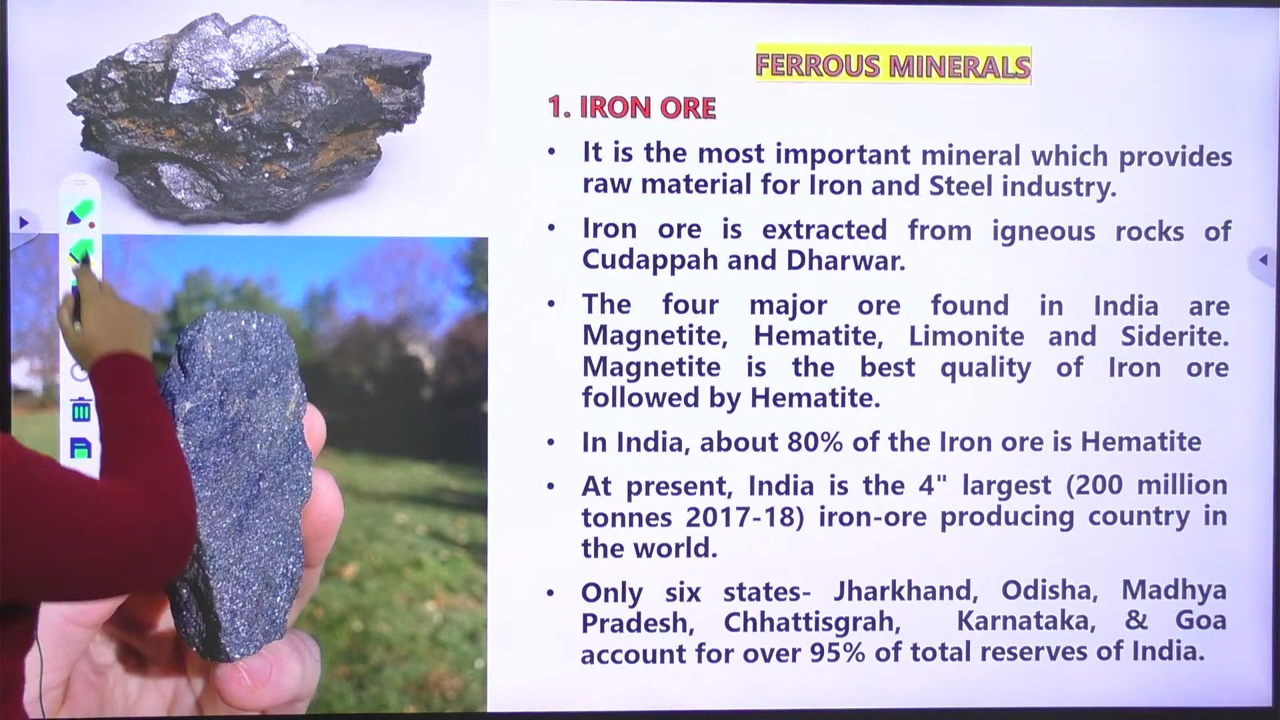 FERROUS MINERALS
1. IRON ORE
• It is the most important mineral which provides
raw material for Iron and Steel industry.
• Iron ore is extracted from igneous rocks of
Cudappah and Dharwar.
• The four major ore found in India are
Magnetite, Hematite, Limonite and Siderite.
Magnetite is the best quality of Iron ore
followed by Hematite.
• In India, about 80% of the Iron ore is Hematite
• At present, India is the 4" largest (200 million
tonnes 2017-18) iron-ore producing country in
the world.
• Only six states- Jharkhand, Odisha, Madhya
Pradesh, Chhattisgrah, Karnataka, & Goa
account for over 95% of total reserves of India.